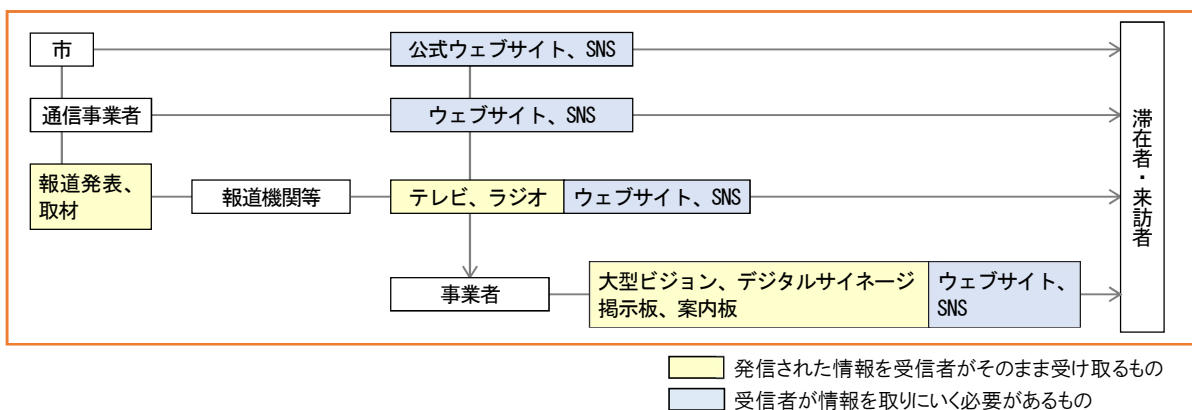 市
公式ウェブサイト、SNS
通信事業者
ウェブサイト、SNS
報道発表、
取材
報道機関等
テレビ、ラジオ
ウェブサイト、SNS
事業者
大型ビジョン、デジタルサイネージ
掲示板、案内板
ウェブサイト、
SNS
滞在者・来訪者
発信された情報を受信者がそのまま受け取るもの
受信者が情報を取りにいく必要があるもの